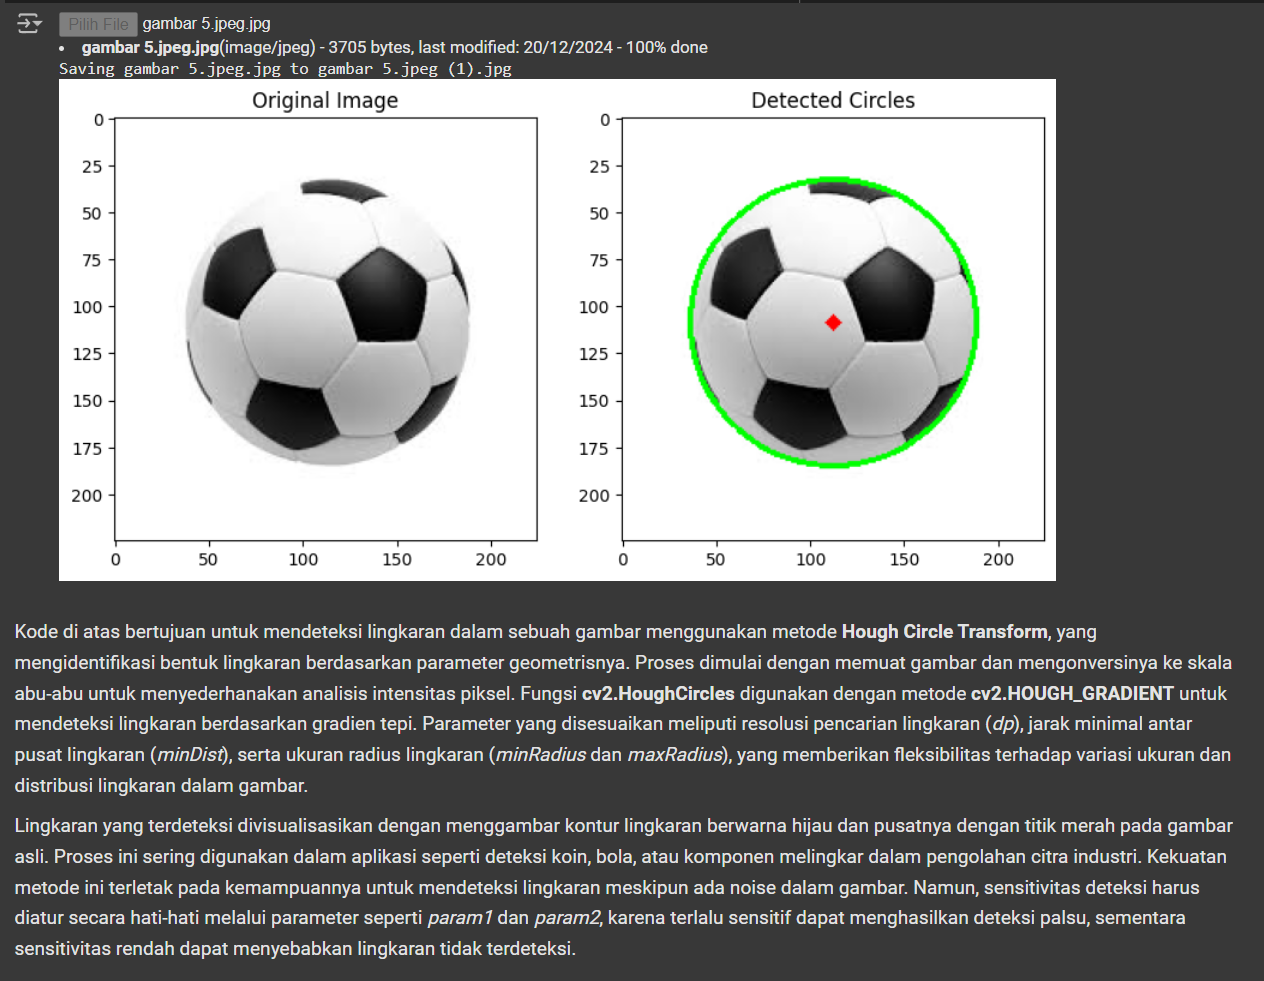 Pilih File gambar 5.jpeg.jpg
• gambar 5.jpeg.jpg(image/jpeg) - 3705 bytes, last modified: 20/12/2024 - 100% done
Saving gambar 5.jpeg.jpg to gambar 5.jpeg (1).jpg
Original Image
0
25
50
75
100
125
150
175
200
0 50 100 150 200
Detected Circles
0
25
50
75
100
125
150
175
200
0 50 100 150 200
Kode di atas bertujuan untuk mendeteksi lingkaran dalam sebuah gambar menggunakan metode Hough Circle Transform, yang
mengidentifikasi bentuk lingkaran berdasarkan parameter geometrisnya. Proses dimulai dengan memuat gambar dan mengonversinya ke skala
abu-abu untuk menyederhanakan analisis intensitas piksel. Fungsi cv2.HoughCircles digunakan dengan metode cv2.HOUGH_GRADIENT untuk
mendeteksi lingkaran berdasarkan gradien tepi. Parameter yang disesuaikan meliputi resolusi pencarian lingkaran (dp), jarak minimal antar
pusat lingkaran (minDist), serta ukuran radius lingkaran (minRadius dan maxRadius), yang memberikan fleksibilitas terhadap variasi ukuran dan
distribusi lingkaran dalam gambar.
Lingkaran yang terdeteksi divisualisasikan dengan menggambar kontur lingkaran berwarna hijau dan pusatnya dengan titik merah pada gambar
asli. Proses ini sering digunakan dalam aplikasi seperti deteksi koin, bola, atau komponen melingkar dalam pengolahan citra industri. Kekuatan
metode ini terletak pada kemampuannya untuk mendeteksi lingkaran meskipun ada noise dalam gambar. Namun, sensitivitas deteksi harus
diatur secara hati-hati melalui parameter seperti param1 dan param2, karena terlalu sensitif dapat menghasilkan deteksi palsu, sementara
sensitivitas rendah dapat menyebabkan lingkaran tidak terdeteksi.